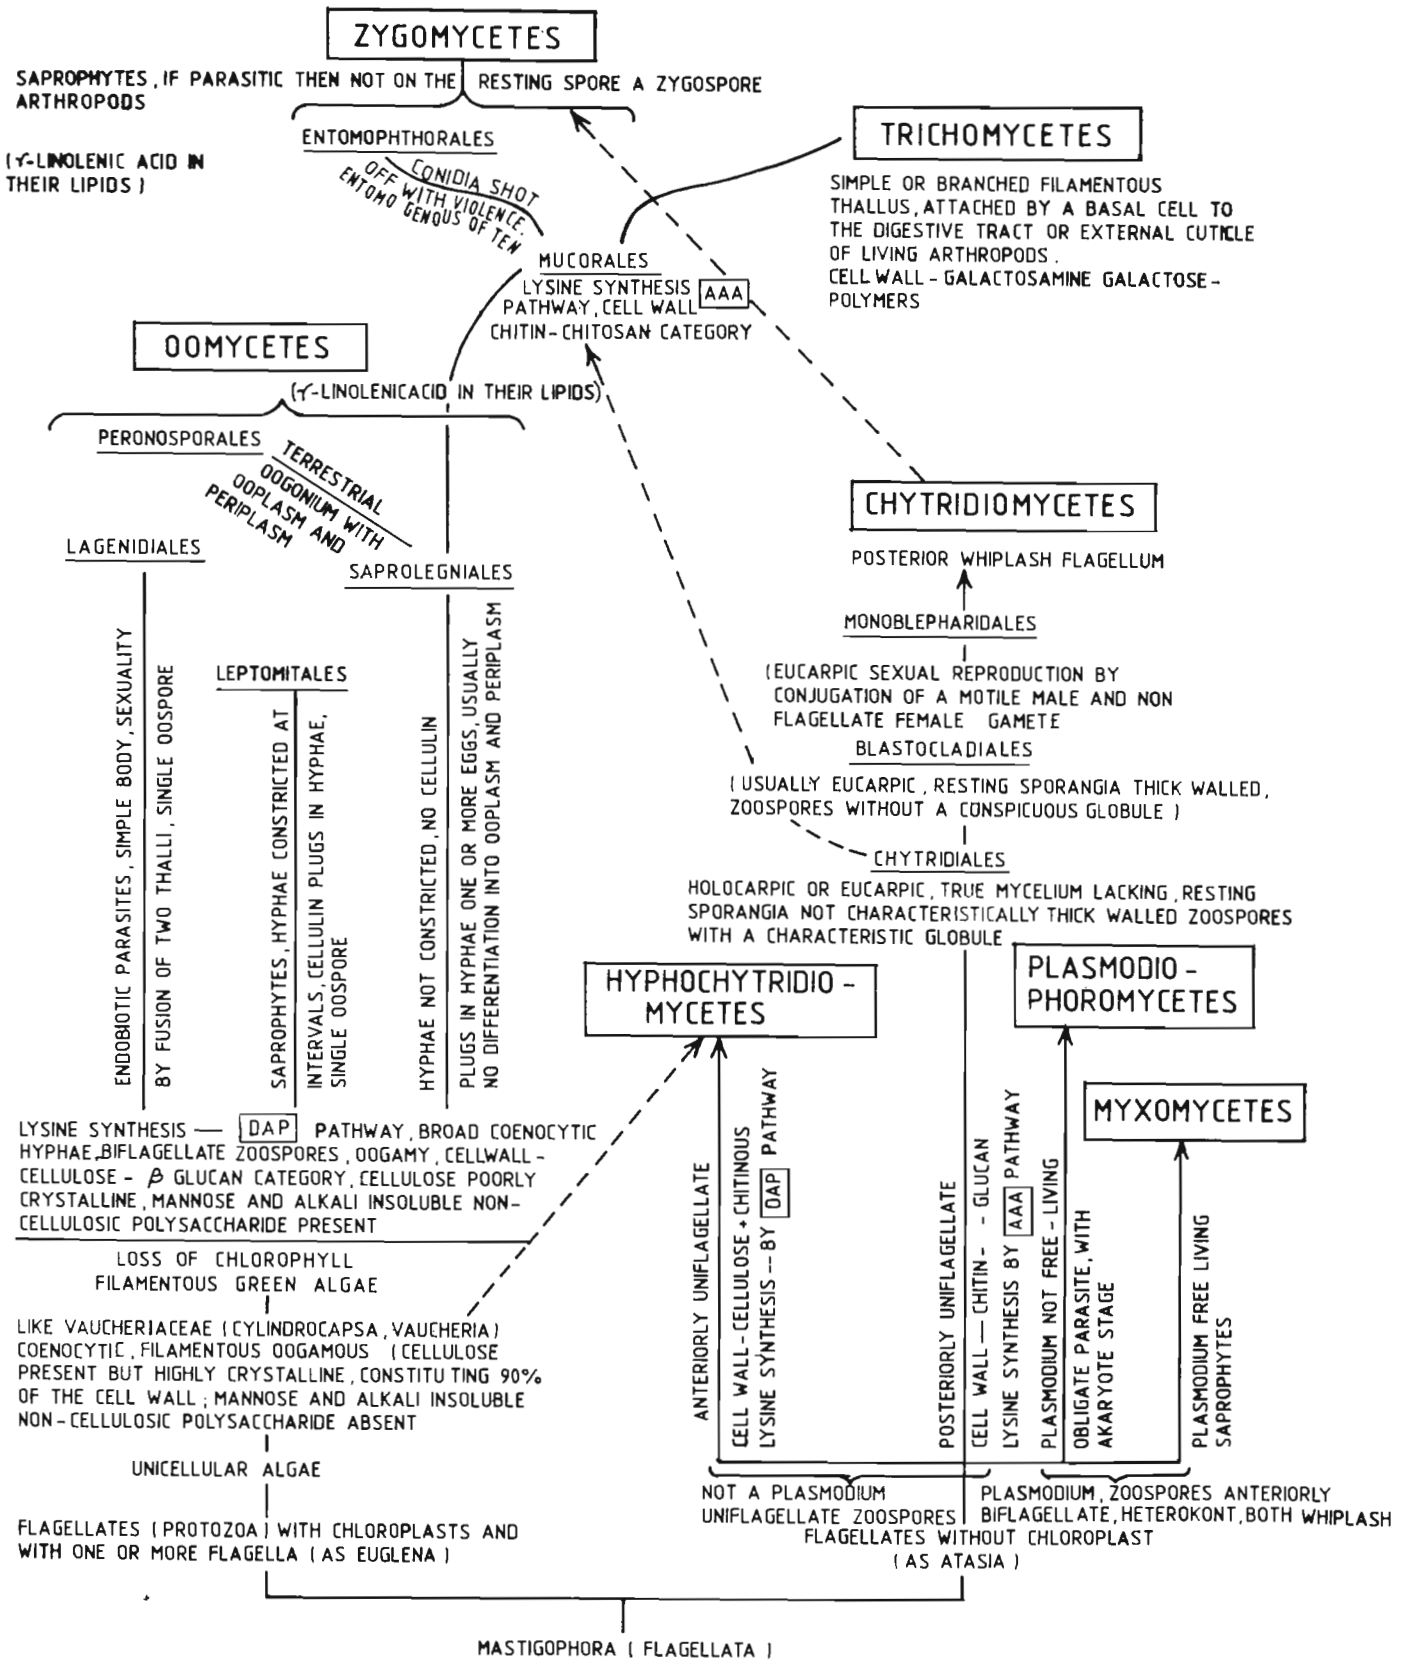 ZYGOMYCETES
SAPROPHYTES, IF PARASITIC THEN NOT ON THE
ARTHROPODS
RESTING SPORE A ZYGOSPORE
(ɤ-LINOLENIC ACID IN
THEIR LIPIDS)
ENTOMOPHTHORALES
CONIDIA SHOT
OFF WITH VIOLENCE,
ENTOMO GENOUS OF TEN
TRICHOMYCETES
SIMPLE OR BRANCHED FILAMENTOUS
THALLUS, ATTACHED BY A BASAL CELL TO
THE DIGESTIVE TRACT OR EXTERNAL CUTICLE
OF LIVING ARTHROPODS.
CELL WALL - GALACTOSAMINE GALACTOSE-
POLYMERS
MUCORALES
LYSINE SYNTHESIS AAA
PATHWAY, CELL WALL
CHITIN-CHITOSAN CATEGORY
OOMYCETES
(ɤ-LINOLENICACID IN THEIR LIPIDS)
PERONOSPORALES
TERRESTRIAL
OOGONIUM WITH
OOPLASM AND
PERIPLASM
LAGENIDIALES
SAPROLEGNIALES
LEPTOMITALES
ENDOBIOTIC PARASITES, SIMPLE BODY, SEXUALITY
BY FUSION OF TWO THALLI, SINGLE OOSPORE
SAPROPHYTES, HYPHAE CONSTRICTED AT
INTERVALS, CELLULIN PLUGS IN HYPHAE,
SINGLE OOSPORE
HYPHAE NOT CONSTRICTED, NO CELLULIN
PLUGS IN HYPHAE ONE OR MORE EGGS, USUALLY
NO DIFFERENTIATION INTO OOPLASM AND PERIPLASM
CHYTRIDIOMYCETES
POSTERIOR WHIPLASH FLAGELLUM
MONOBLEPHARIDALES
(EUCARPIC SEXUAL REPRODUCTION BY
CONJUGATION OF A MOTILE MALE AND NON
FLAGELLATE FEMALE GAMETE
BLASTOCLADIALES
(USUALLY EUCARPIC, RESTING SPORANGIA THICK WALLED,
ZOOSPORES WITHOUT A CONSPICUOUS GLOBULE)
CHYTRIDIALES
HOLOCARPIC OR EUCARPIC, TRUE MYCELIUM LACKING, RESTING
SPORANGIA NOT CHARACTERISTICALLY THICK WALLED ZOOSPORES
WITH A CHARACTERISTIC GLOBULE
HYPHOCHYTRIDIO-
MYCETES
PLASMODIO-
PHOROMYCETES
MYXOMYCETES
LYSINE SYNTHESIS — DAP PATHWAY, BROAD COENOCYTIC
HYPHAE, BIFLAGELLATE ZOOSPORES, OOGAMY, CELLWALL-
CELLULOSE - β GLUCAN CATEGORY, CELLULOSE POORLY
CRYSTALLINE, MANNOSE AND ALKALI INSOLUBLE NON-
CELLULOSIC POLYSACCHARIDE PRESENT
LOSS OF CHLOROPHYLL
FILAMENTOUS GREEN ALGAE
LIKE VAUCHERIACEAE (CYLINDROCAPSA, VAUCHERIA)
COENOCYTIC, FILAMENTOUS OOGAMOUS (CELLULOSE
PRESENT BUT HIGHLY CRYSTALLINE, CONSTITUTING 90%
OF THE CELL WALL; MANNOSE AND ALKALI INSOLUBLE
NON-CELLULOSIC POLYSACCHARIDE ABSENT
UNICELLULAR ALGAE
FLAGELLATES (PROTOZOA) WITH CHLOROPLASTS AND
WITH ONE OR MORE FLAGELLA (AS EUGLENA)
ANTERIORLY UNIFLAGELLATE
CELL WALL-CELLULOSE + CHITINOUS
LYSINE SYNTHESIS -- BY DAP PATHWAY
POSTERIORLY UNIFLAGELLATE
CELL WALL — CHITIN - - GLUCAN
LYSINE SYNTHESIS BY AAA PATHWAY
PLASMODIUM NOT FREE-LIVING
OBLIGATE PARASITE, WITH
AKARYOTE STAGE
PLASMODIUM FREE LIVING
SAPROPHYTES
NOT A PLASMODIUM
UNIFLAGELLATE ZOOSPORES
PLASMODIUM, ZOOSPORES ANTERIORLY
BIFLAGELLATE, HETEROKONT, BOTH WHIPLASH
FLAGELLATES WITHOUT CHLOROPLAST
(AS ATASIA)
MASTIGOPHORA (FLAGELLATA)